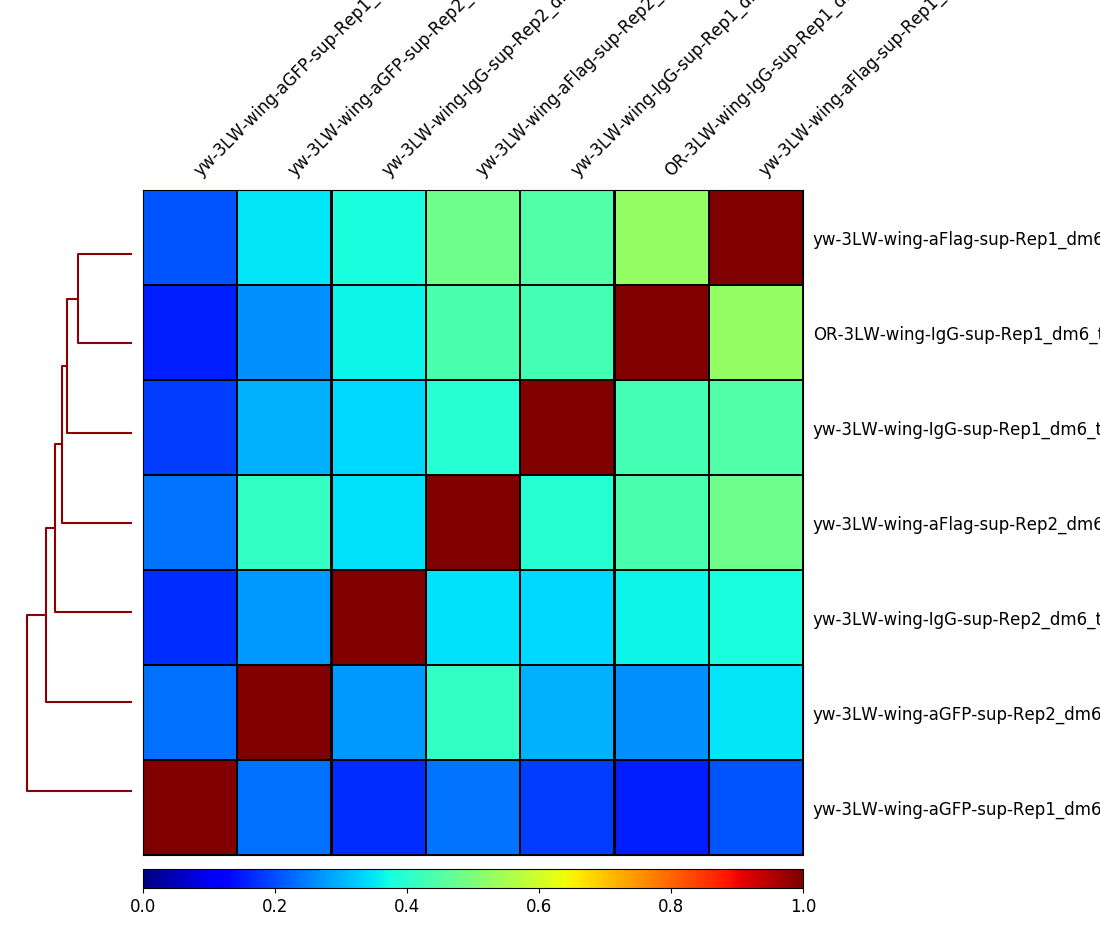 yw-3LW-wing-aGFP-sup-Rep1_
yw-3LW-wing-aGFP-sup-Rep2_
yw-3LW-wing-IgG-sup-Rep2_d
yw-3LW-wing-aFlag-sup-Rep2_
yw-3LW-wing-IgG-sup-Rep1_d
OR-3LW-wing-IgG-sup-Rep1_d
yw-3LW-wing-aFlag-sup-Rep1_
yw-3LW-wing-aFlag-sup-Rep1_dm6
OR-3LW-wing-IgG-sup-Rep1_dm6_t
yw-3LW-wing-IgG-sup-Rep1_dm6_t
yw-3LW-wing-aFlag-sup-Rep2_dm6
yw-3LW-wing-IgG-sup-Rep2_dm6_t
yw-3LW-wing-aGFP-sup-Rep2_dm6
yw-3LW-wing-aGFP-sup-Rep1_dm6
0.0 0.2 0.4 0.6 0.8 1.0